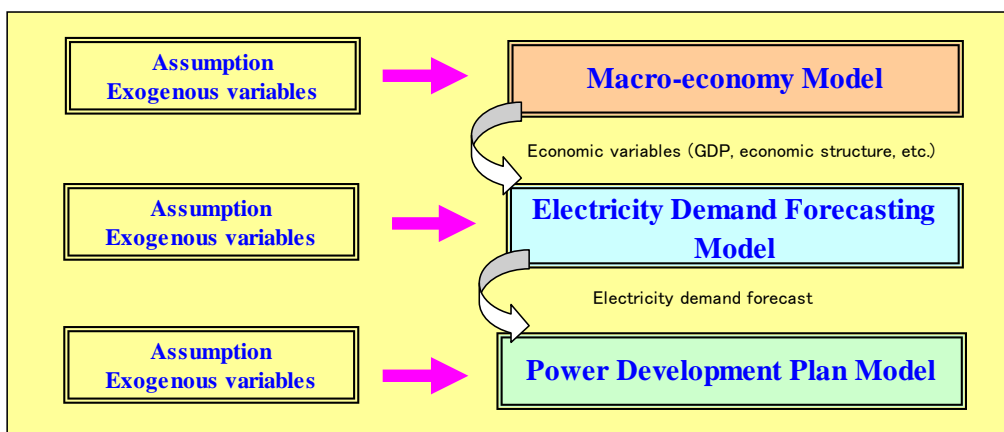 Assumption
Exogenous variables
Macro-economy Model
Economic variables (GDP, economic structure, etc.)
Assumption
Exogenous variables
Electricity Demand Forecasting
Model
Electricity demand forecast
Assumption
Exogenous variables
Power Development Plan Model